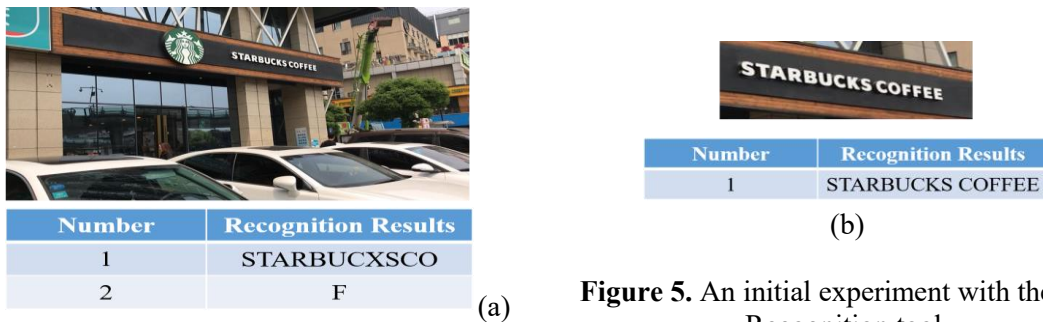 STARBUCKS COFFEE
Number Recognition Results
1 STARBUCXSCO
2 F
(a)
STARBUCKS COFFEE
Number Recognition Results
1 STARBUCKS COFFEE
(b)
Figure 5. An initial experiment with the